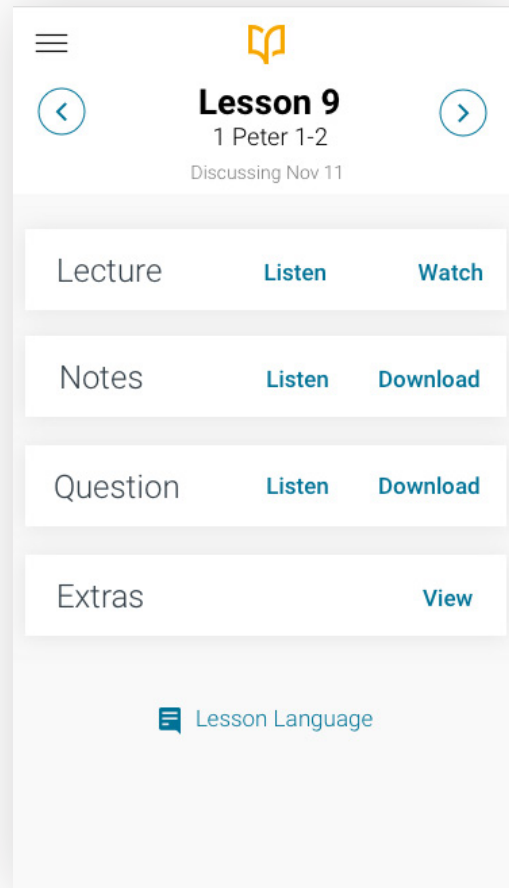 Lesson 9
1 Peter 1-2
Discussing Nov 11
Lecture Listen Watch
Notes Listen Download
Question Listen Download
Extras View
Lesson Language